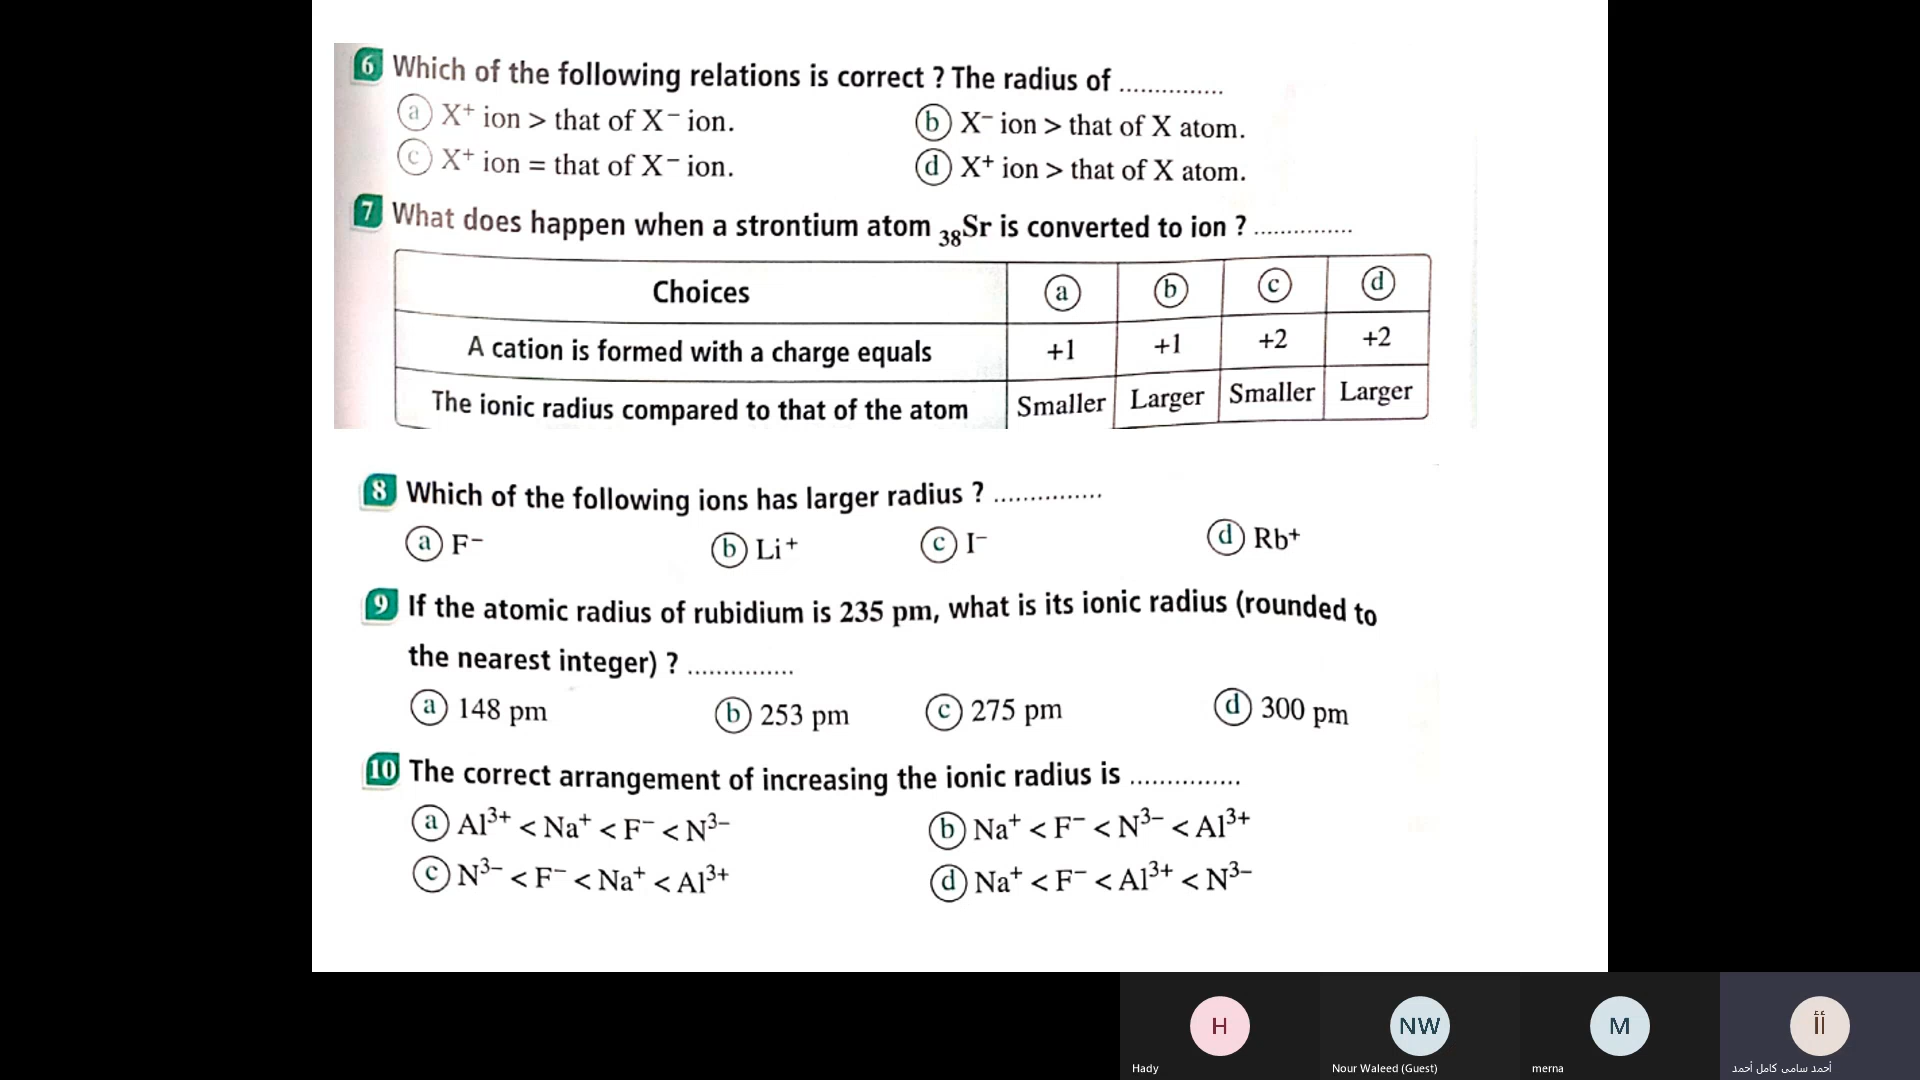 6 Which of the following relations is correct ? The radius of ...............
a X⁺ ion > that of X⁻ ion.
b X⁻ ion > that of X atom.
c X⁺ ion = that of X⁻ ion.
d X⁺ ion > that of X atom.
7 What does happen when a strontium atom ₃₈Sr is converted to ion ? ..............
Choices a b c d
A cation is formed with a charge equals +1 +1 +2 +2
The ionic radius compared to that of the atom Smaller Larger Smaller Larger
8 Which of the following ions has larger radius ? ...............
a F⁻ b Li⁺ c I⁻ d Rb⁺
9 If the atomic radius of rubidium is 235 pm, what is its ionic radius (rounded to
the nearest integer) ? ...............
a 148 pm b 253 pm c 275 pm d 300 pm
10 The correct arrangement of increasing the ionic radius is ...............
a Al³⁺ < Na⁺ < F⁻ < N³⁻
b Na⁺ < F⁻ < N³⁻ < Al³⁺
c N³⁻ < F⁻ < Na⁺ < Al³⁺
d Na⁺ < F⁻ < Al³⁺ < N³⁻
H NW M أأ
Hady Nour Waleed (Guest) merna أحمد سامى كامل أحمد